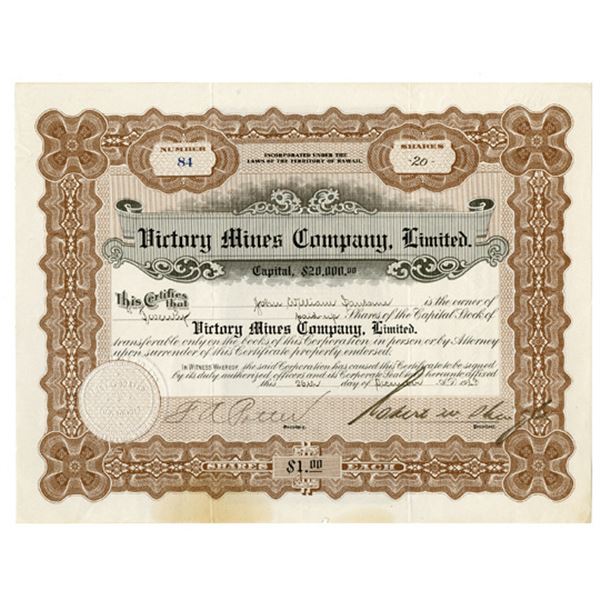 NUMBER
84
INCORPORATED UNDER THE
LAWS OF THE TERRITORY OF HAWAII.
SHARES
-20-
Victory Mines Company, Limited.
Capital, $20,000.00
This Certifies that John William is the owner of
Shares of the Capital Stock of
Victory Mines Company, Limited.
transferable only on the books of this Corporation, in person or by Attorney
upon surrender of this Certificate properly endorsed.
IN WITNESS WHEREOF, the said Corporation has caused this Certificate to be signed
by its duly authorized officers and its Corporate Seal to be hereunto affixed
this 26th day of December A.D. 19
F. A. Potter
Robert W.
Secretary.
President.
SHARES $1.00 EACH